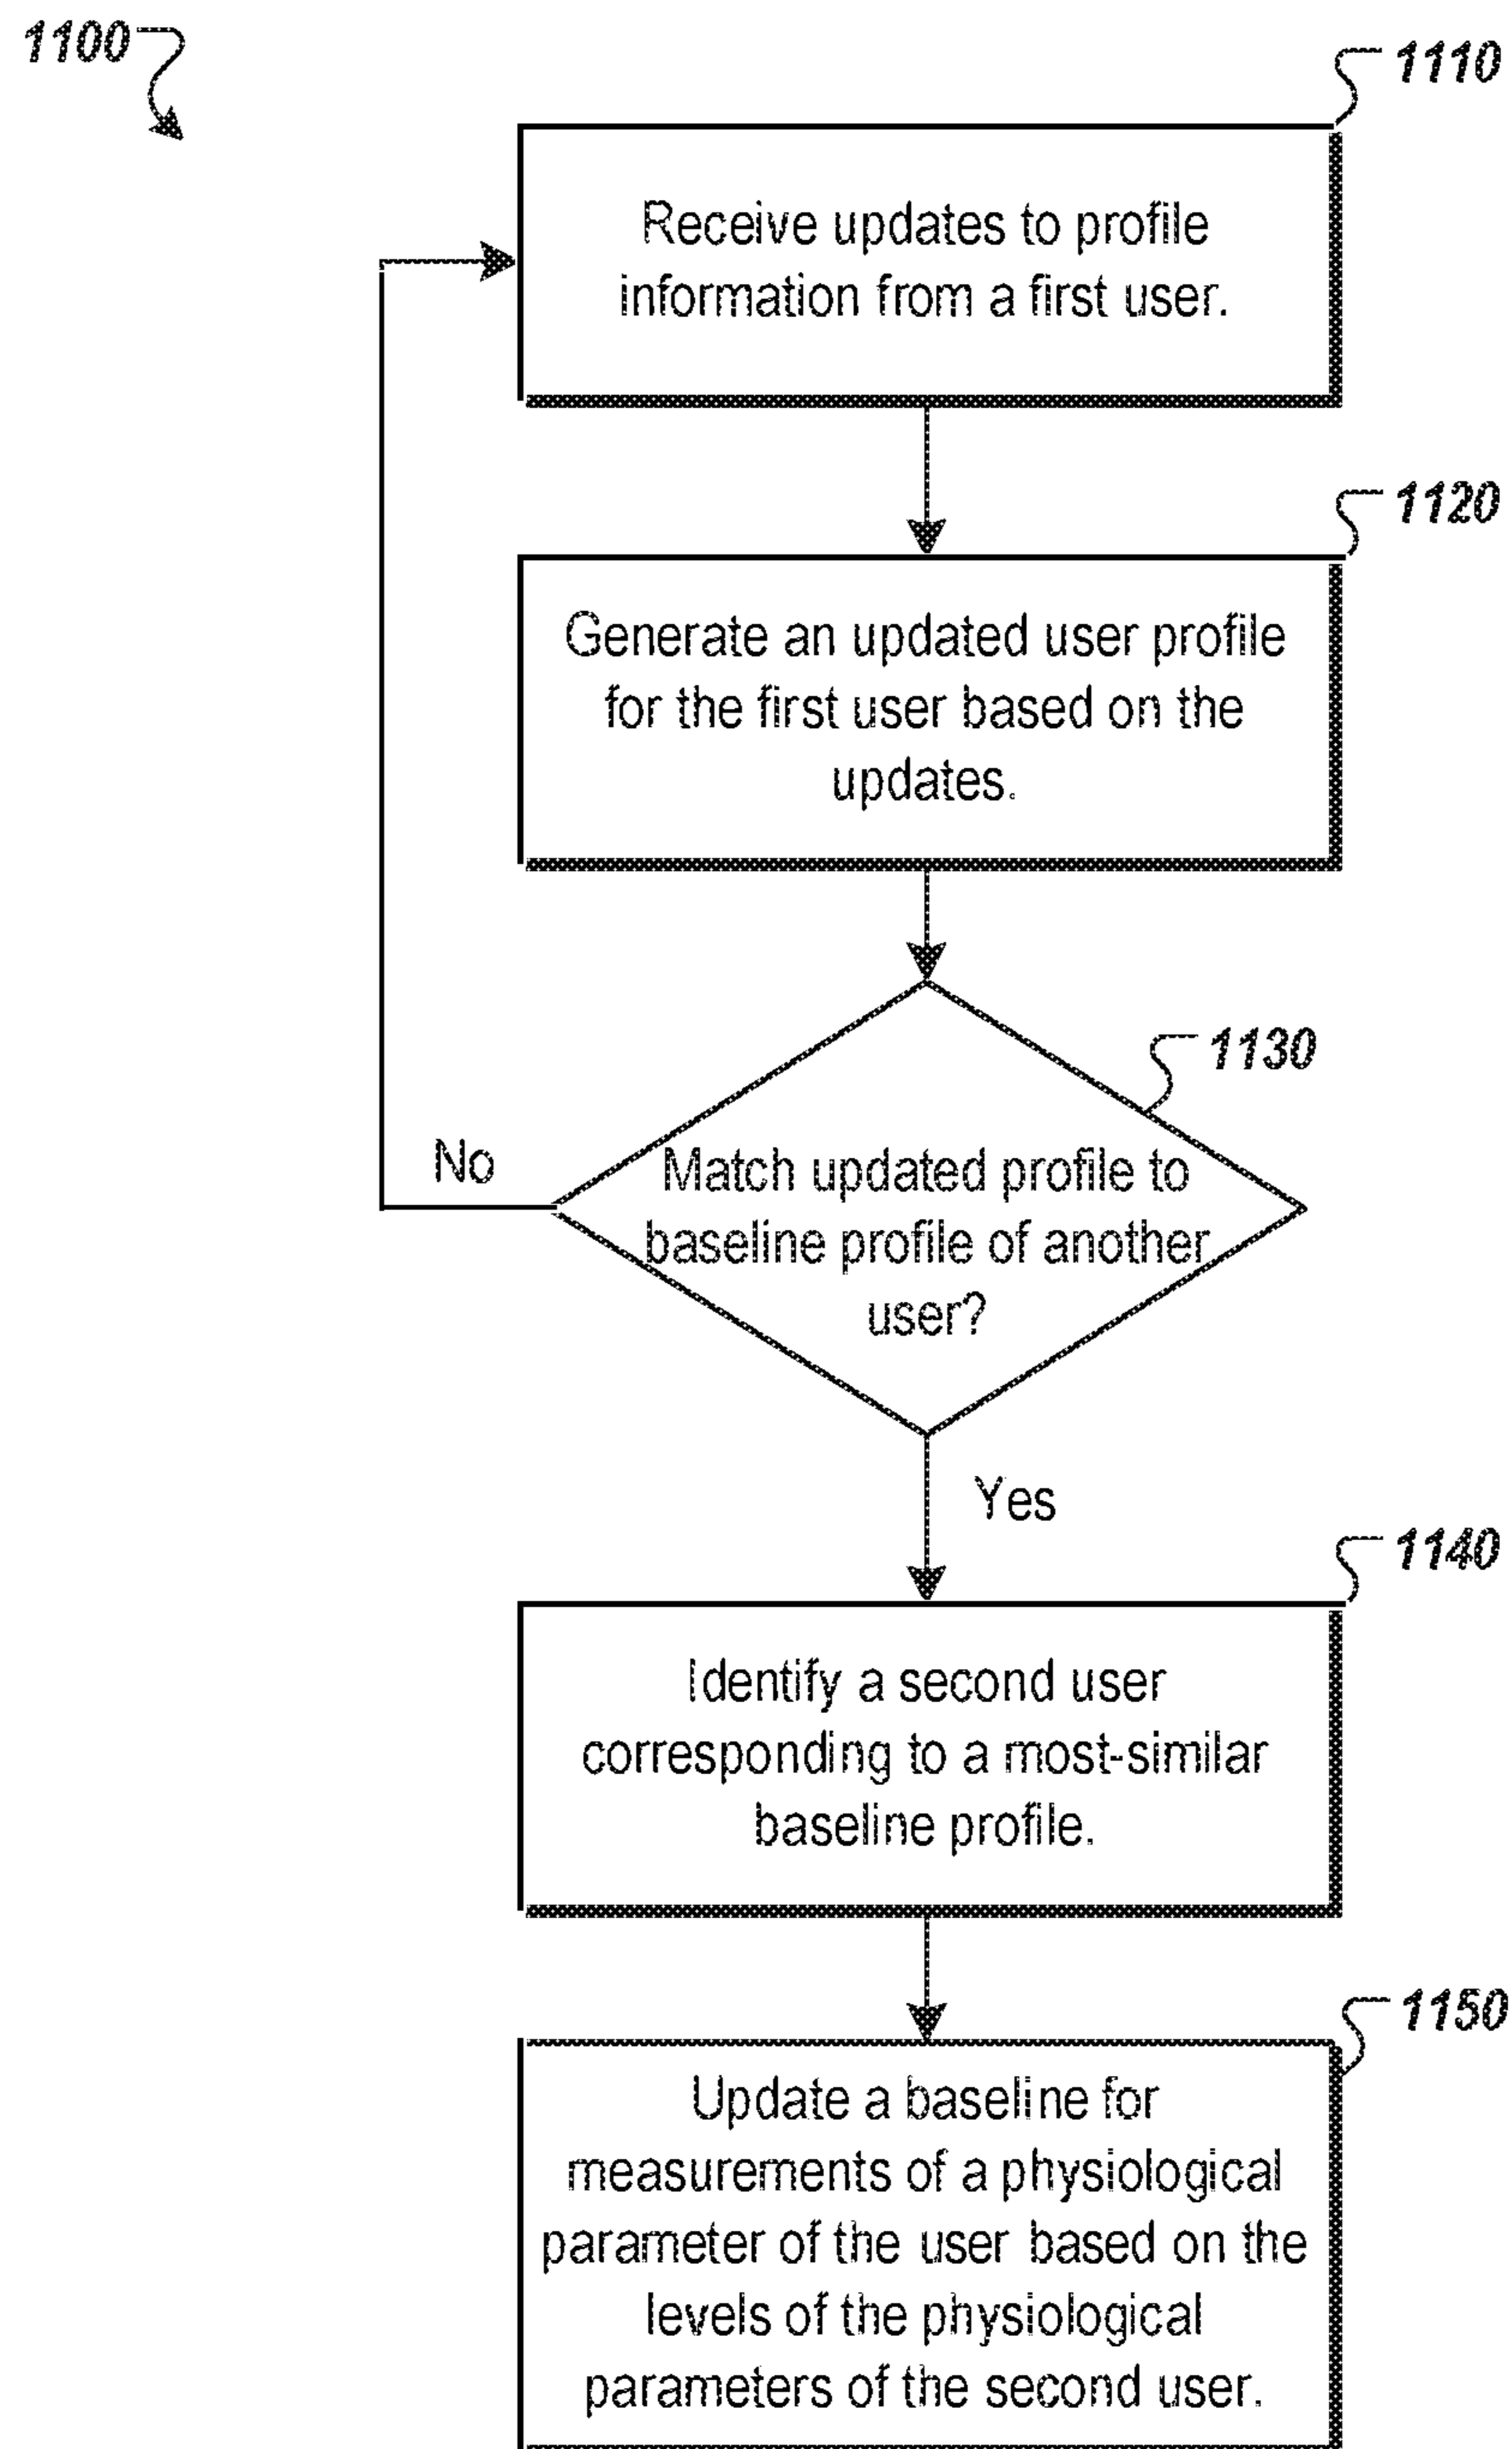 1100
1110
Receive updates to profile
information from a first user.
1120
Generate an updated user profile
for the first user based on the
updates.
1130
Match updated profile to
baseline profile of another
user?
No
Yes
1140
Identify a second user
corresponding to a most-similar
baseline profile.
1150
Update a baseline for
measurements of a physiological
parameter of the user based on the
levels of the physiological
parameters of the second user.